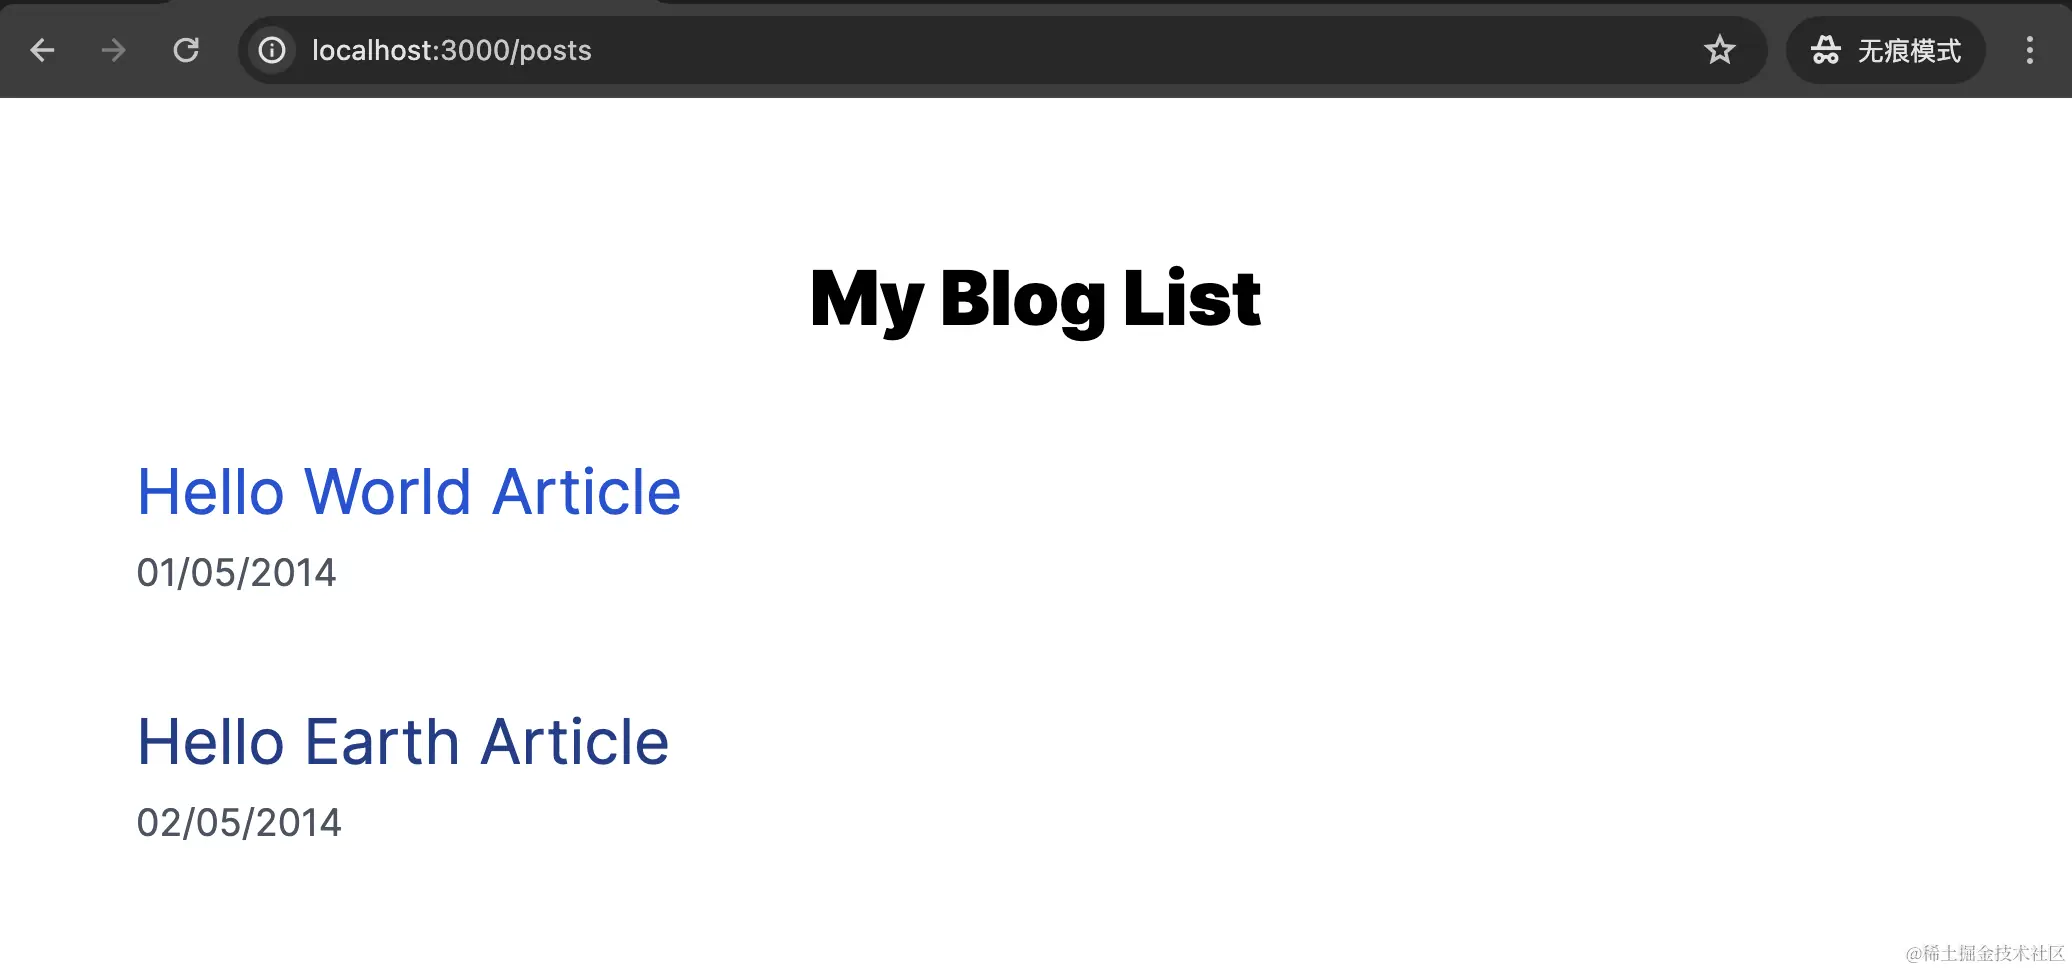 localhost:3000/posts
无痕模式
My Blog List
Hello World Article
01/05/2014
Hello Earth Article
02/05/2014
@稀土掘金技术社区